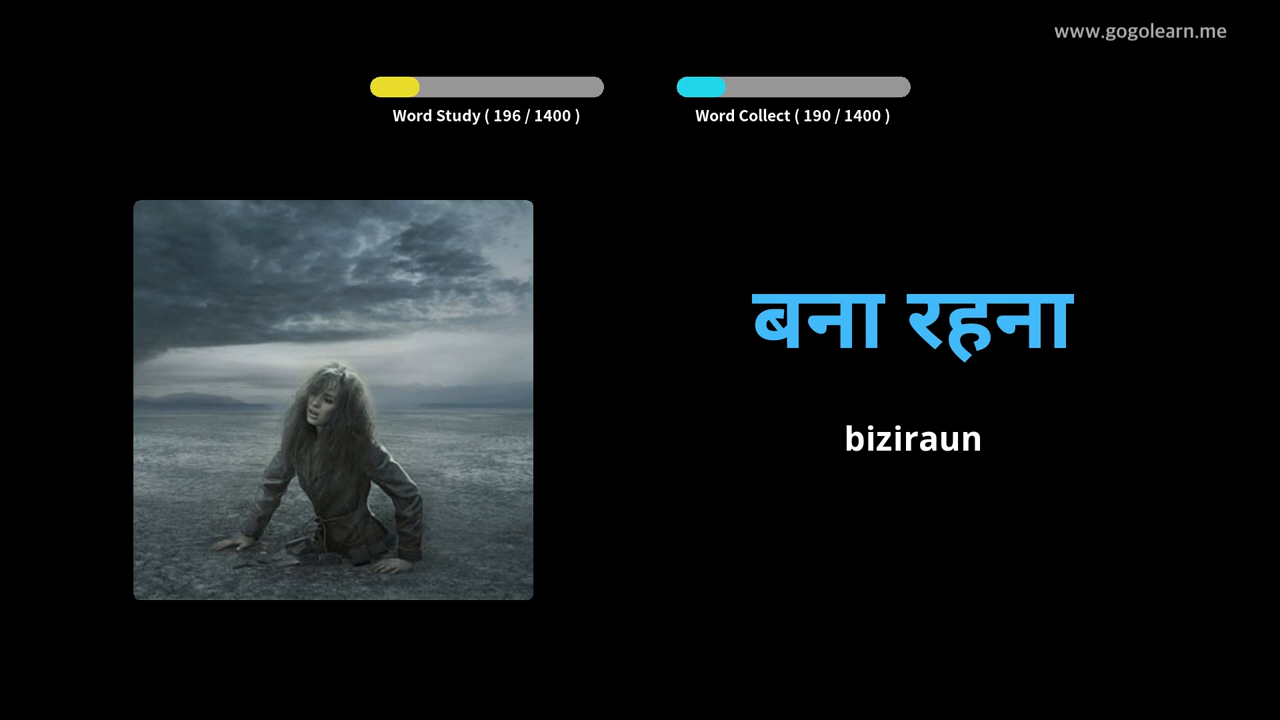 www.gogolearn.me
Word Study ( 196 / 1400 )
Word Collect ( 190 / 1400 )
बना रहना
biziraun